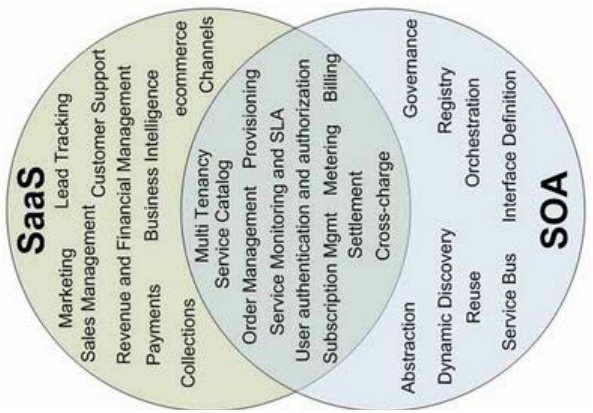 SaaS
Marketing Lead Tracking
Sales Management Customer Support
Revenue and Financial Management
Payments Business Intelligence
Collections ecommerce
Channels
Multi Tenancy
Service Catalog
Order Management Provisioning
Service Monitoring and SLA
User authentication and authorization
Subscription Mgmt Metering Billing
Settlement
Cross-charge
Abstraction Governance
Dynamic Discovery Registry
Reuse Orchestration
Service Bus Interface Definition
SOA